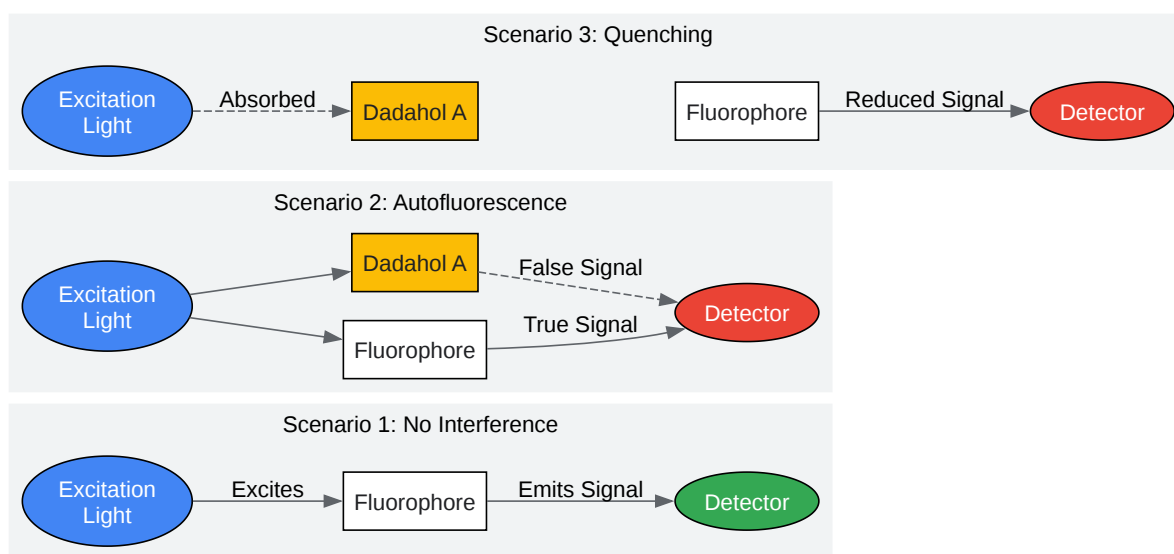 Scenario 3: Quenching
Excitation
Light
Absorbed
Dadahol A
Fluorophore
Reduced Signal
Detector
Scenario 2: Autofluorescence
Excitation
Light
Dadahol A
False Signal
Fluorophore
True Signal
Detector
Scenario 1: No Interference
Excitation
Light
Excites
Fluorophore
Emits Signal
Detector